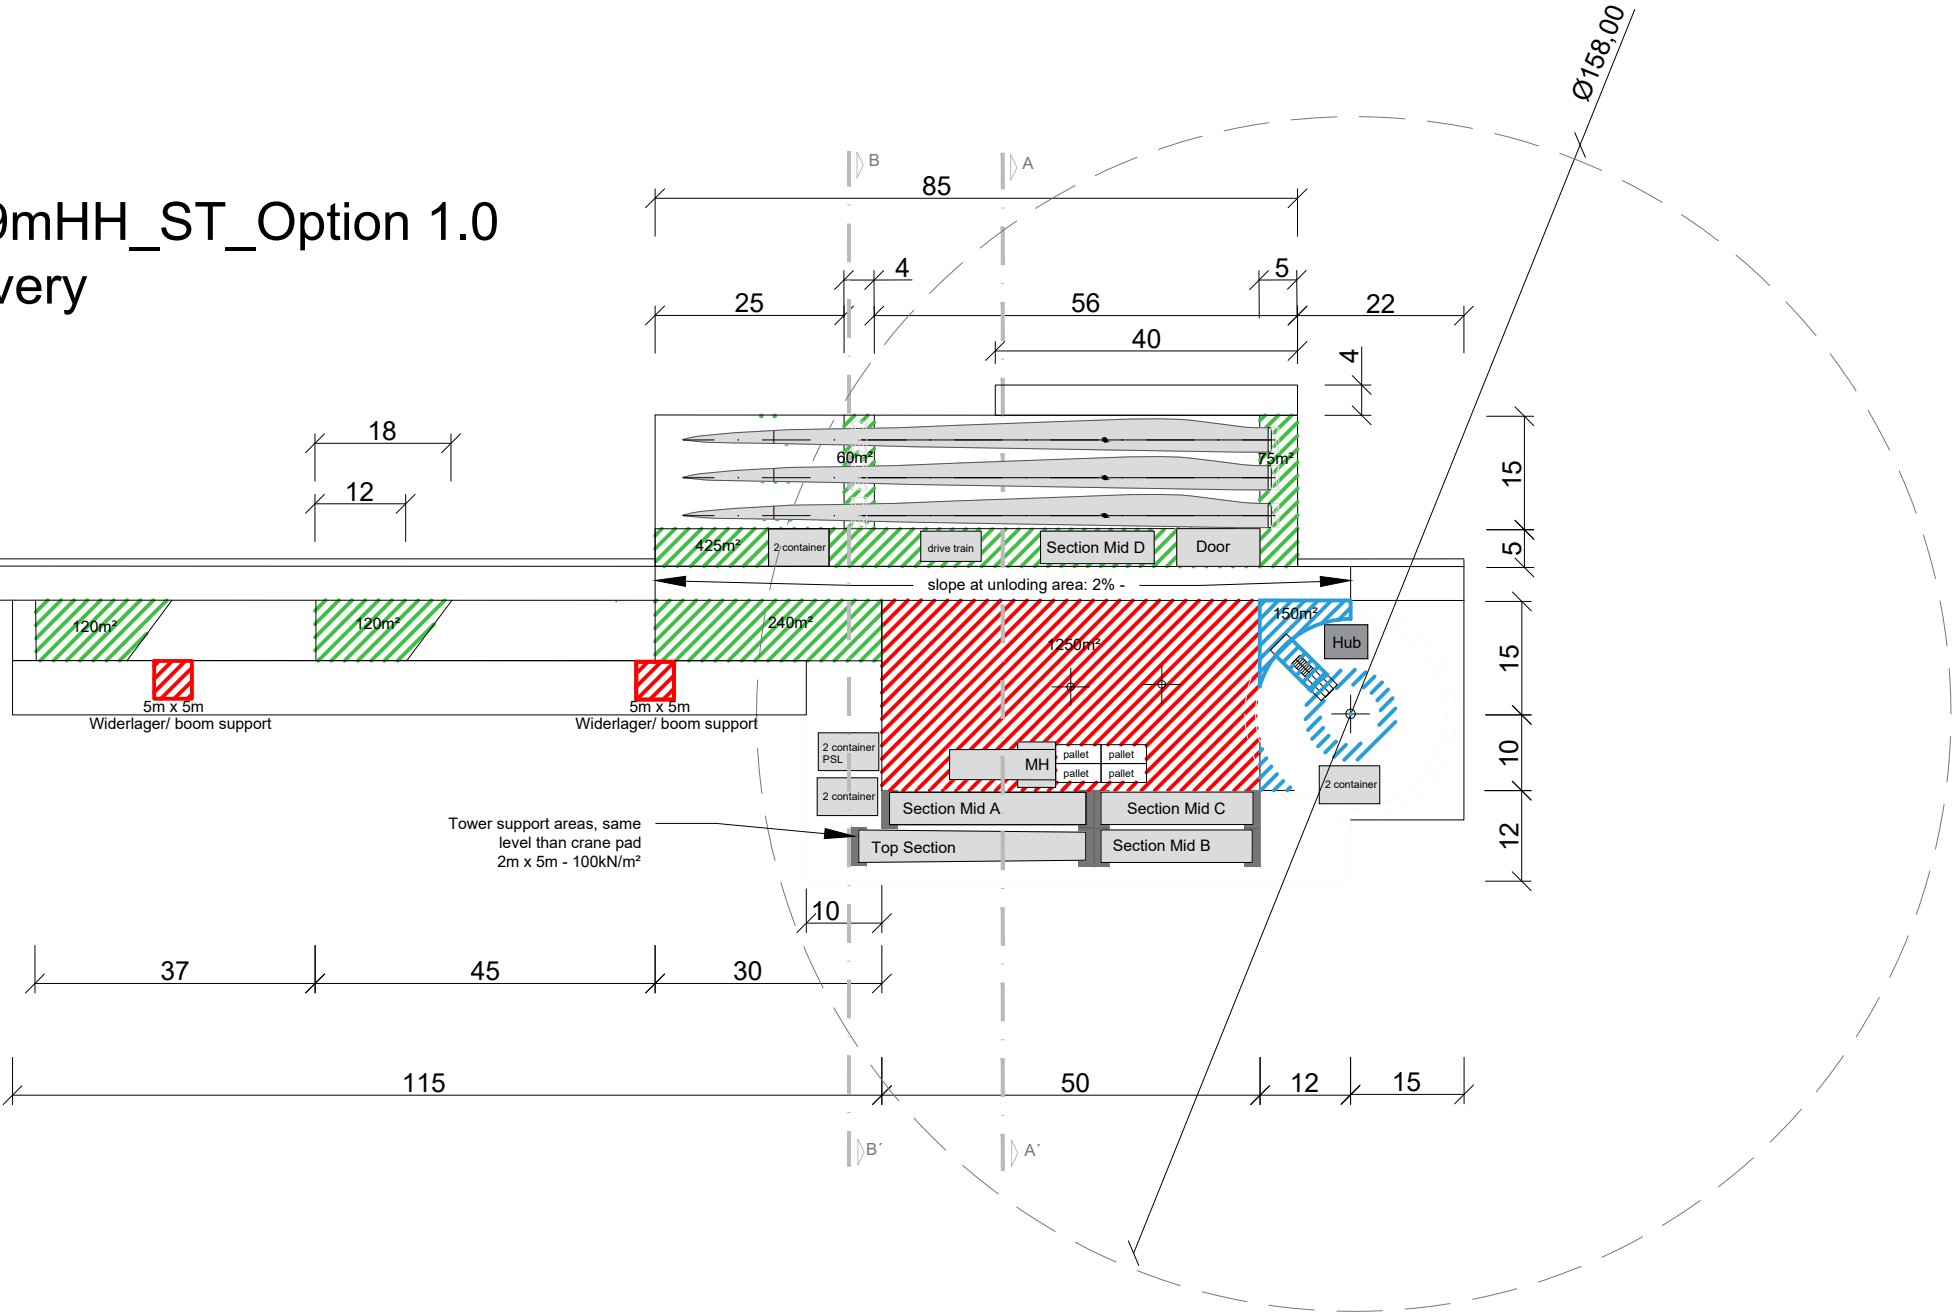 Ø158,00
B
A
85
9mHH_ST_Option 1.0
very
4
5
25
56
22
40
4
18
12
15
60m²
75m²
425m²
2 container
drive train
Section Mid D
Door
5
slope at unloding area: 2% -
120m²
120m²
240m²
1250m²
150m²
Hub
15
5m x 5m
Widerlager/ boom support
5m x 5m
Widerlager/ boom support
2 container
PSL
MH
pallet
pallet
pallet
pallet
10
2 container
2 container
Section Mid A
Section Mid C
Tower support areas, same
level than crane pad
2m x 5m - 100kN/m²
Top Section
Section Mid B
12
10
37
45
30
115
50
12
15
B´
A´